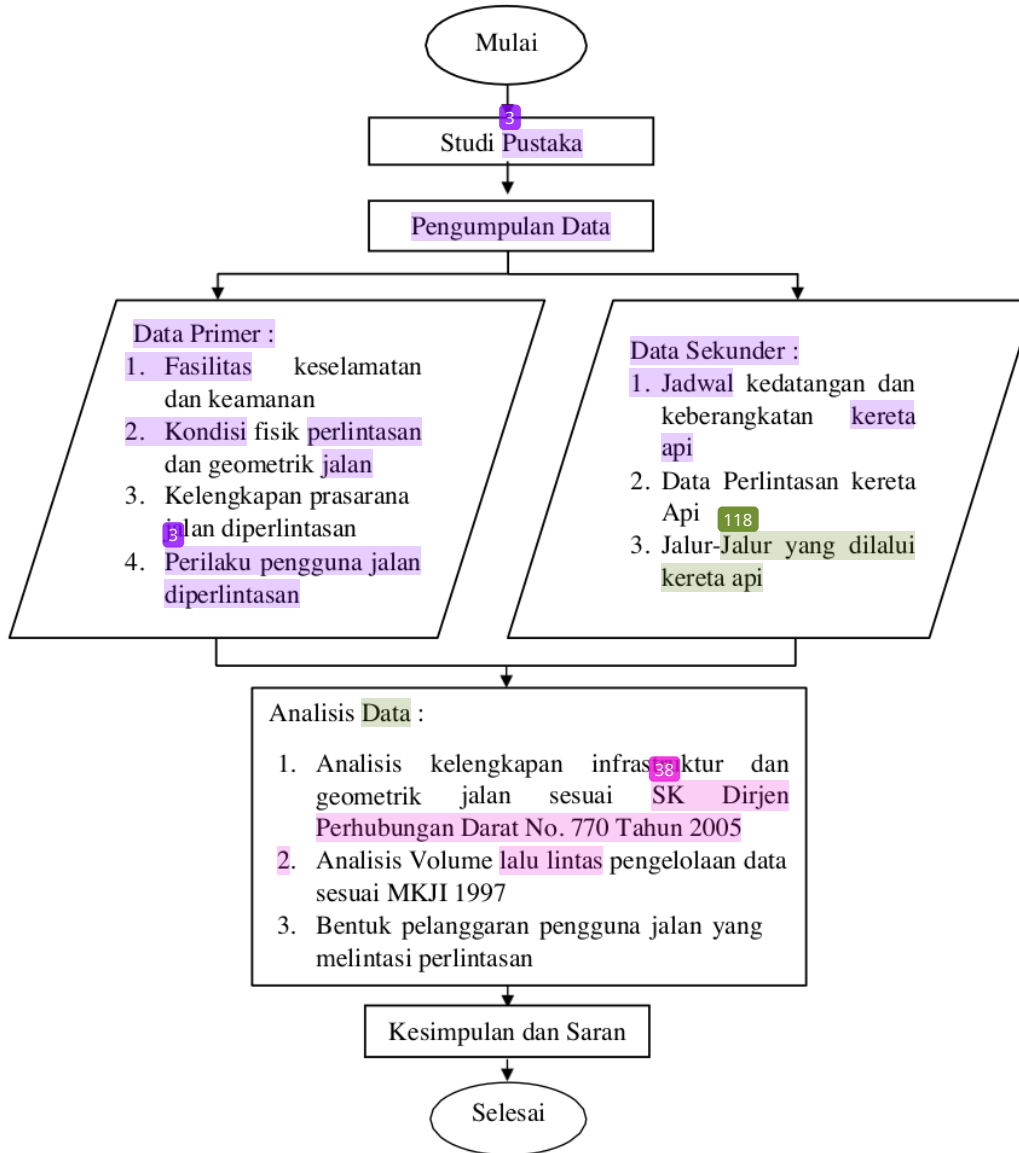 Mulai
3
Studi Pustaka
Pengumpulan Data
Data Primer :
1. Fasilitas keselamatan
dan keamanan
2. Kondisi fisik perlintasan
dan geometrik jalan
3. Kelengkapan prasarana
jalan diperlintasan
3
4. Perilaku pengguna jalan
diperlintasan
Data Sekunder :
1. Jadwal kedatangan dan
keberangkatan kereta
api
2. Data Perlintasan kereta
Api
118
3. Jalur-Jalur yang dilalui
kereta api
Analisis Data :
1. Analisis kelengkapan infrastruktur dan
38
geometrik jalan sesuai SK Dirjen
Perhubungan Darat No. 770 Tahun 2005
2. Analisis Volume lalu lintas pengelolaan data
sesuai MKJI 1997
3. Bentuk pelanggaran pengguna jalan yang
melintasi perlintasan
Kesimpulan dan Saran
Selesai